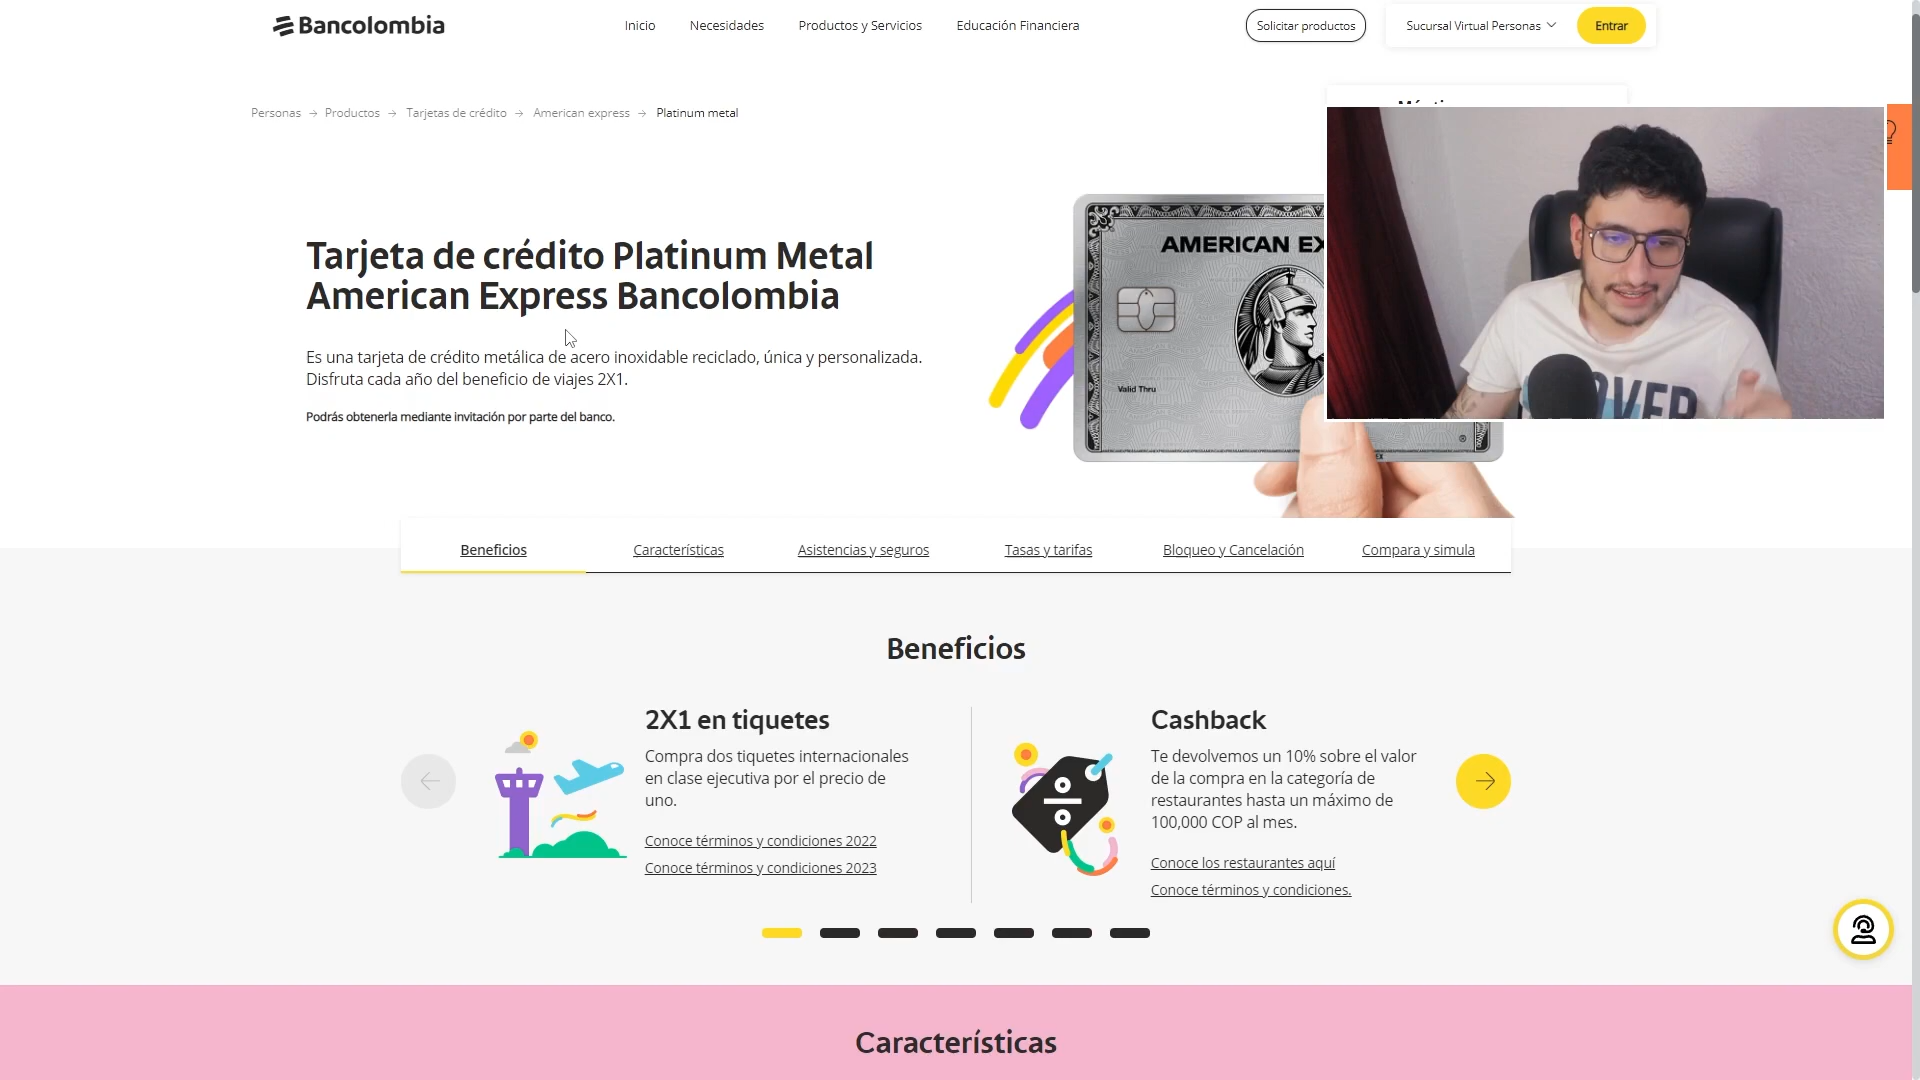 Bancolombia
Inicio
Necesidades
Productos y Servicios
Educación Financiera
Solicitar productos
Sucursal Virtual Personas
Entrar
Personas → Productos → Tarjetas de crédito → American express → Platinum metal
Tarjeta de crédito Platinum Metal
American Express Bancolombia
Es una tarjeta de crédito metálica de acero inoxidable reciclado, única y personalizada.
Disfruta cada año del beneficio de viajes 2X1.
Podrás obtenerla mediante invitación por parte del banco.
AMERICAN EX
Valid Thru
OVER
Beneficios
Características
Asistencias y seguros
Tasas y tarifas
Bloqueo y Cancelación
Compara y simula
Beneficios
2X1 en tiquetes
Compra dos tiquetes internacionales
en clase ejecutiva por el precio de
uno.
Conoce términos y condiciones 2022
Conoce términos y condiciones 2023
Cashback
Te devolvemos un 10% sobre el valor
de la compra en la categoría de
restaurantes hasta un máximo de
100,000 COP al mes.
Conoce los restaurantes aquí
Conoce términos y condiciones.
Características